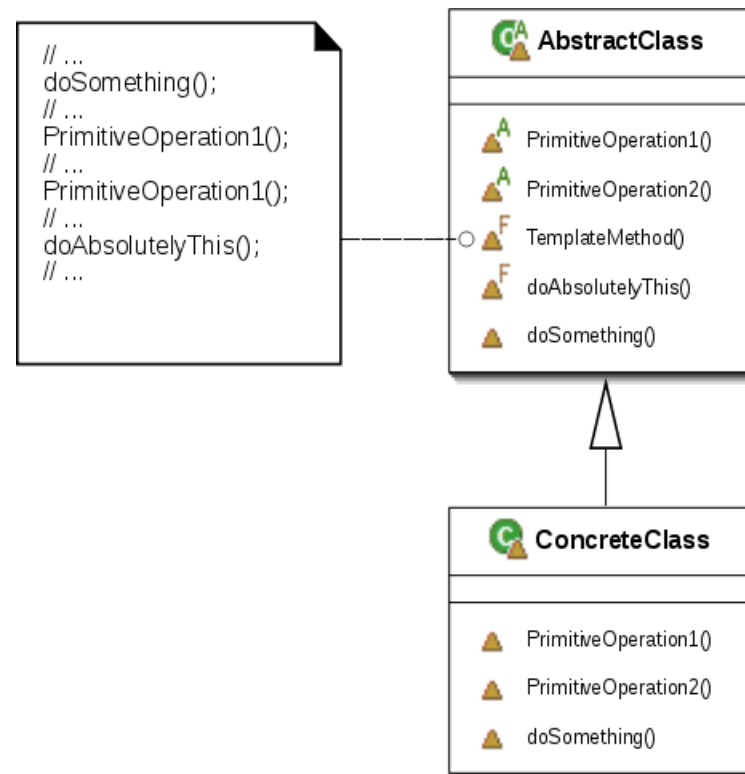 // ...
doSomething();
// ...
PrimitiveOperation1();
// ...
PrimitiveOperation1();
// ...
doAbsolutelyThis();
// ...
C A AbstractClass
A PrimitiveOperation1()
A PrimitiveOperation2()
F TemplateMethod()
F doAbsolutelyThis()
doSomething()
C ConcreteClass
PrimitiveOperation1()
PrimitiveOperation2()
doSomething()